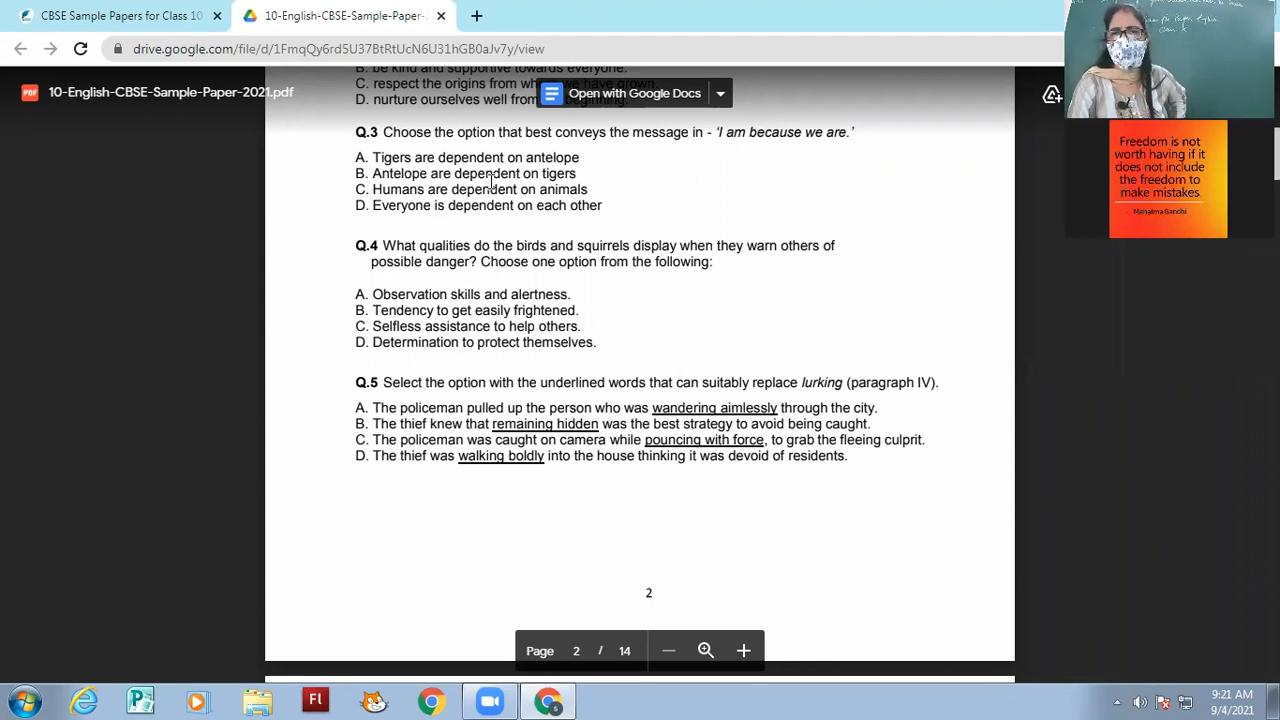 CBSE Sample Papers for Class 10
10-English-CBSE-Sample-Paper-
drive.google.com/file/d/1FmqQy6rd5U37BtRtUcN6U31hGB0aJv7y/view
10-English-CBSE-Sample-Paper-2021.pdf
Open with Google Docs
B. be kind and supportive towards everyone.
C. respect the origins from have grown.
D. nurture ourselves well from beginning.
Q.3 Choose the option that best conveys the message in - ‘I am because we are.’
A. Tigers are dependent on antelope
B. Antelope are dependent on tigers
C. Humans are dependent on animals
D. Everyone is dependent on each other
Q.4 What qualities do the birds and squirrels display when they warn others of
possible danger? Choose one option from the following:
A. Observation skills and alertness.
B. Tendency to get easily frightened.
C. Selfless assistance to help others.
D. Determination to protect themselves.
Q.5 Select the option with the underlined words that can suitably replace lurking (paragraph IV).
A. The policeman pulled up the person who was wandering aimlessly through the city.
B. The thief knew that remaining hidden was the best strategy to avoid being caught.
C. The policeman was caught on camera while pouncing with force, to grab the fleeing culprit.
D. The thief was walking boldly into the house thinking it was devoid of residents.
2
Page 2 / 14
Freedom is not
worth having if it
does not include
the freedom to
make mistakes.
- Mahatma Gandhi
9:21 AM
9/4/2021